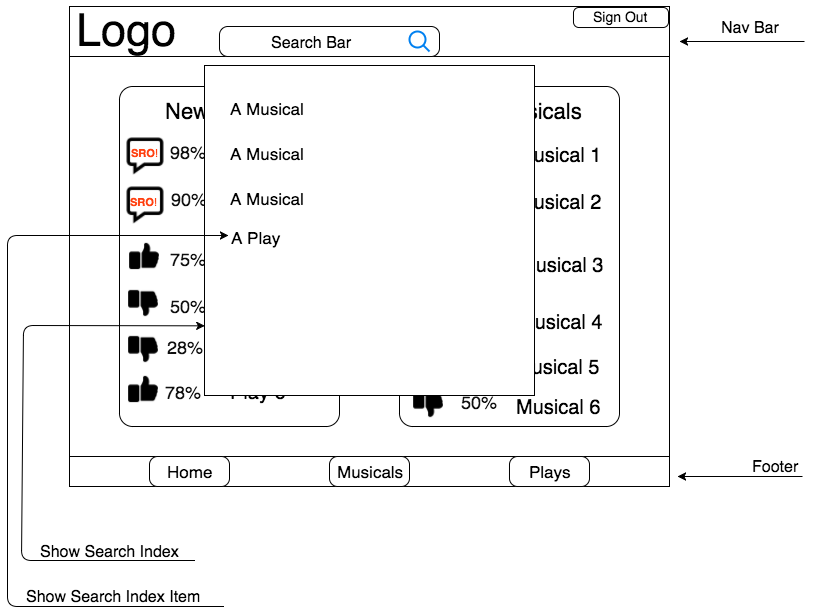 Logo
Sign Out
Search Bar
Nav Bar
New
sicals
A Musical
SRO!
98%
A Musical
usical 1
SRO!
90%
A Musical
usical 2
A Play
75%
usical 3
50%
usical 4
28%
usical 5
78%
50%
Musical 6
Footer
Home
Musicals
Plays
Show Search Index
Show Search Index Item